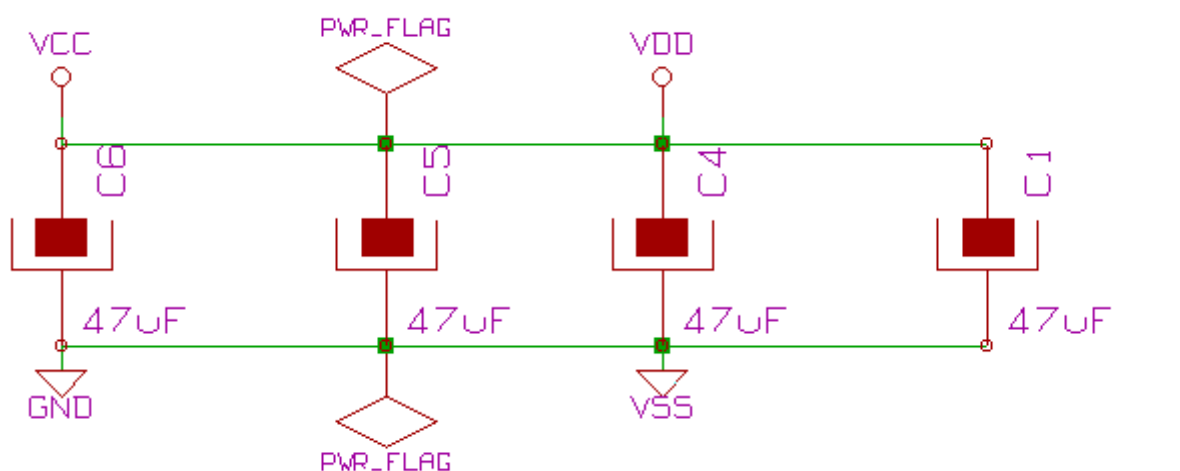 PWR_FLAG
VCC
VDD
C6
C5
C4
C1
47uF
47uF
47uF
47uF
GND
VSS
PWR_FLAG